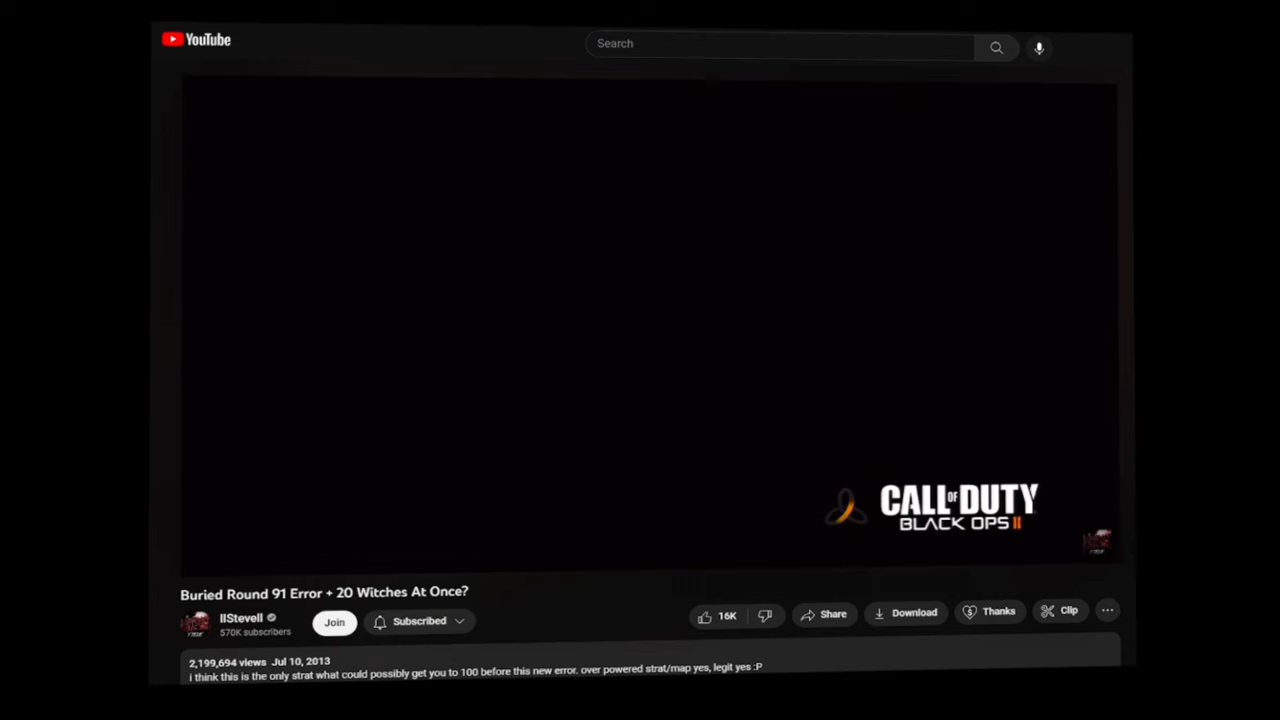 YouTube
Search
CALL OF DUTY
BLACK OPS II
Buried Round 91 Error + 20 Witches At Once?
IIStevell
570K subscribers
Join
Subscribed
16K
Share
Download
Thanks
Clip
2,199,694 views Jul 10, 2013
i think this is the only strat what could possibly get you to 100 before this new error. over powered strat/map yes, legit yes :P